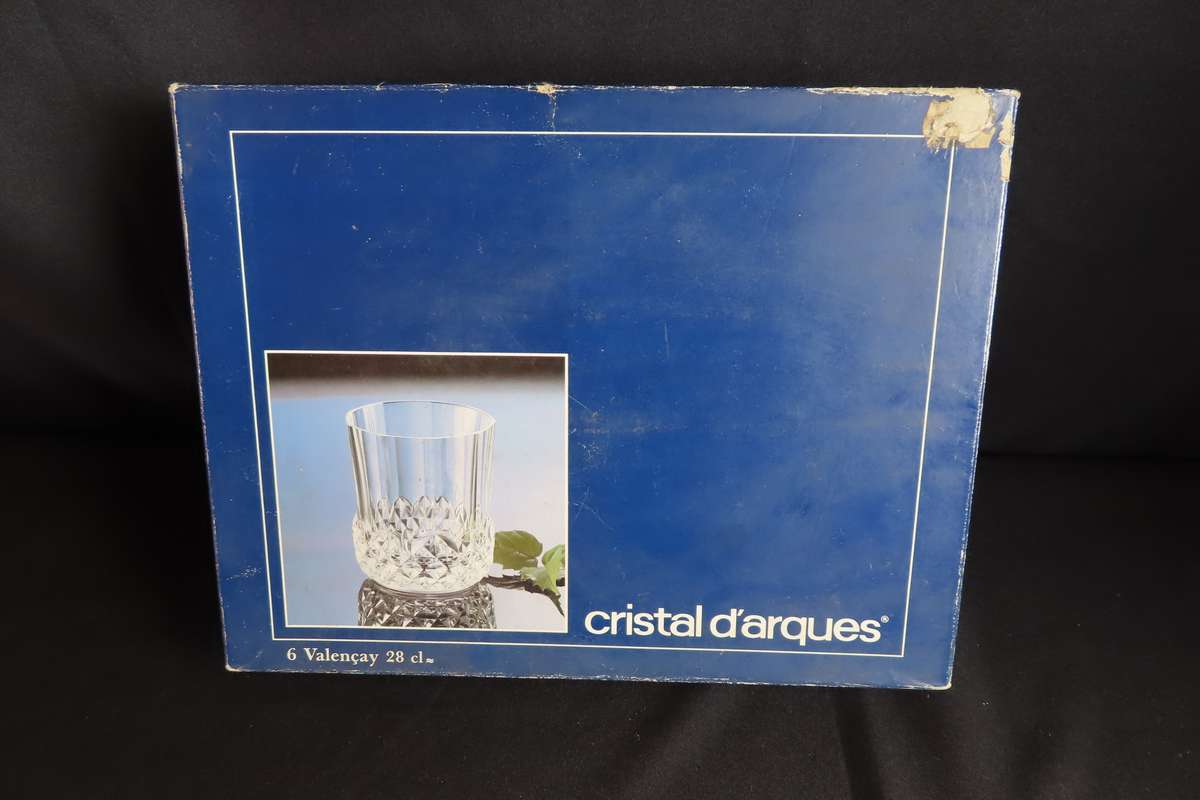 cristal d'arques®
6 Valençay 28 cl≈